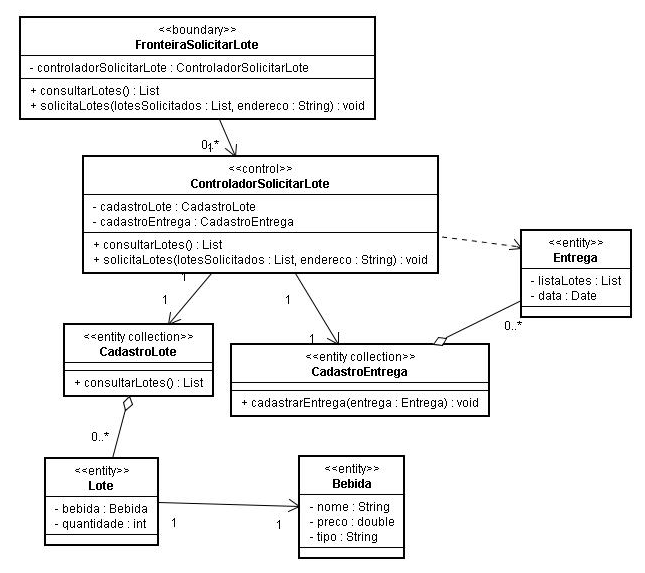 <<boundary>>
FronteiraSolicitarLote
- controladorSolicitarLote : ControladorSolicitarLote
+ consultarLotes() : List
+ solicitaLotes(lotesSolicitados : List, endereco : String) : void
0..*
1
<<control>>
ControladorSolicitarLote
- cadastroLote : CadastroLote
- cadastroEntrega : CadastroEntrega
+ consultarLotes() : List
+ solicitaLotes(lotesSolicitados : List, endereco : String) : void
<<entity>>
Entrega
- listaLotes : List
- data : Date
1
1
1
1
0..*
<<entity collection>>
CadastroLote
+ consultarLotes() : List
<<entity collection>>
CadastroEntrega
+ cadastrarEntrega(entrega : Entrega) : void
0..*
<<entity>>
Lote
- bebida : Bebida
- quantidade : int
1
1
<<entity>>
Bebida
- nome : String
- preco : double
- tipo : String